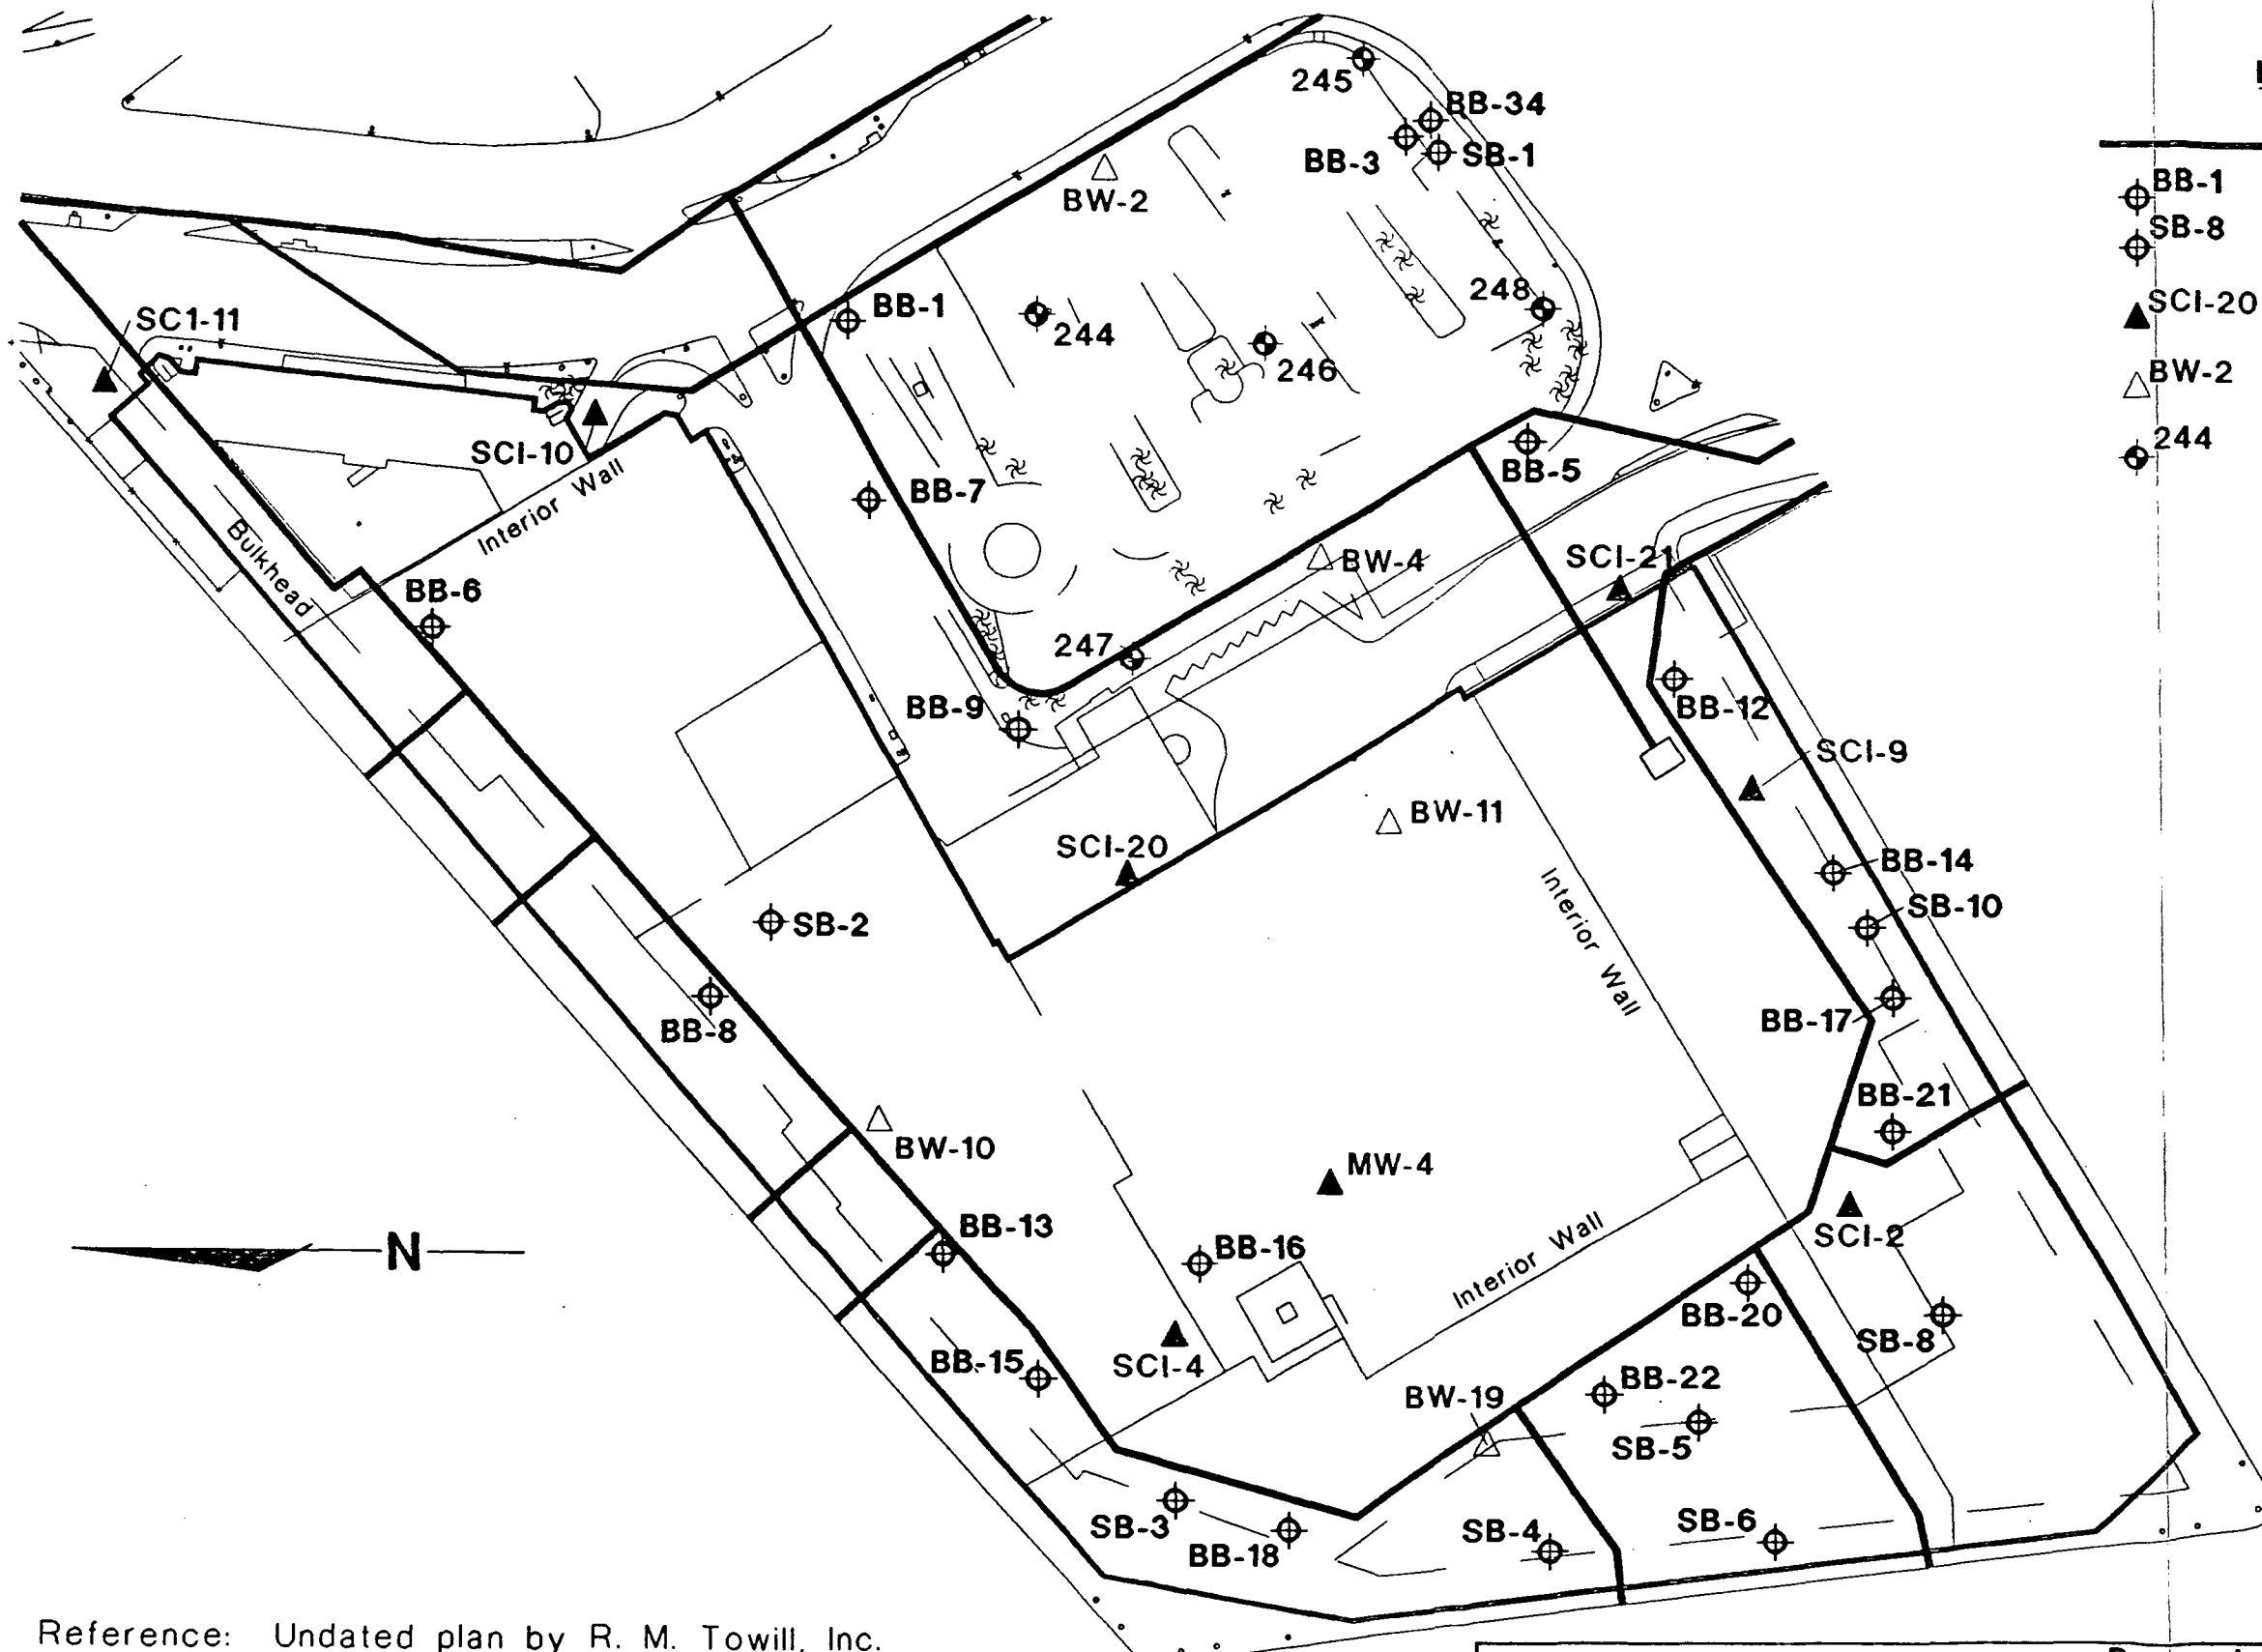 245
BB-34
BB-3
SB-1
BW-2
BB-1
SB-8
SCI-20
BW-2
244
SC1-11
BB-1
244
248
246
SCI-10
Interior Wall
BB-7
BB-5
Bulkhead
BB-6
BW-4
SCI-21
247
BB-9
BB-12
SCI-9
BW-11
SCI-20
BB-14
SB-10
Interior Wall
SB-2
BB-8
BB-17
BB-21
BW-10
MW-4
N
BB-13
BB-16
Interior Wall
SCI-2
BB-20
SB-8
BB-15
SCI-4
BW-19
BB-22
SB-5
SB-3
BB-18
SB-4
SB-6
Reference: Undated plan by R. M. Towill, Inc.